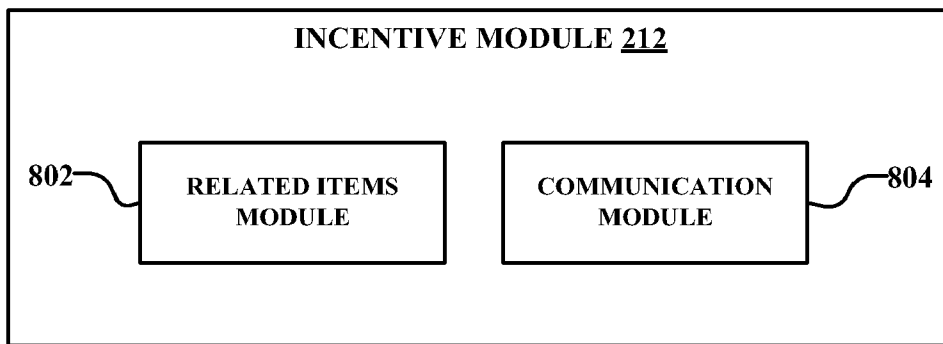 INCENTIVE MODULE 212
802
RELATED ITEMS
MODULE
COMMUNICATION
MODULE
804